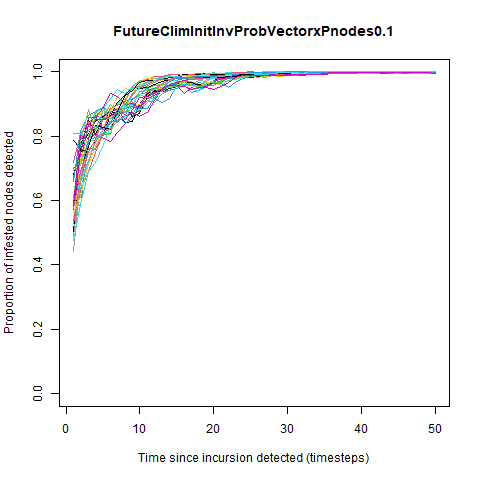 FutureClimInitInvProbVectorxPnodes0.1
Proportion of infested nodes detected
1.0
0.8
0.6
0.4
0.2
0.0
0 10 20 30 40 50
Time since incursion detected (timesteps)